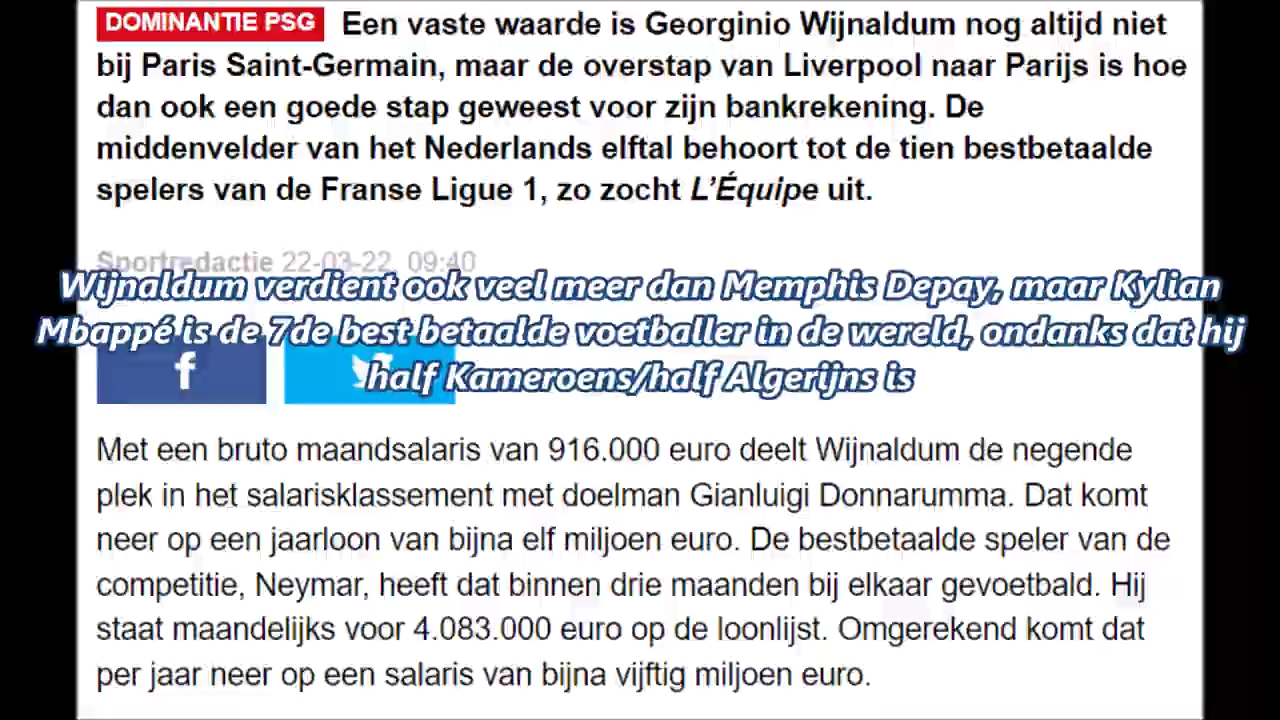 DOMINANTIE PSG Een vaste waarde is Georginio Wijnaldum nog altijd niet
bij Paris Saint-Germain, maar de overstap van Liverpool naar Parijs is hoe
dan ook een goede stap geweest voor zijn bankrekening. De
middenvelder van het Nederlands elftal behoort tot de tien bestbetaalde
spelers van de Franse Ligue 1, zo zocht L’Équipe uit.
Sportredactie 22-03-22, 09:40
Wijnaldum verdient ook veel meer dan Memphis Depay, maar Kylian
Mbappé is de 7de best betaalde voetballer in de wereld, ondanks dat hij
half Kameroens/half Algerijns is
f
Met een bruto maandsalaris van 916.000 euro deelt Wijnaldum de negende
plek in het salarisklassement met doelman Gianluigi Donnarumma. Dat komt
neer op een jaarloon van bijna elf miljoen euro. De bestbetaalde speler van de
competitie, Neymar, heeft dat binnen drie maanden bij elkaar gevoetbald. Hij
staat maandelijks voor 4.083.000 euro op de loonlijst. Omgerekend komt dat
per jaar neer op een salaris van bijna vijftig miljoen euro.